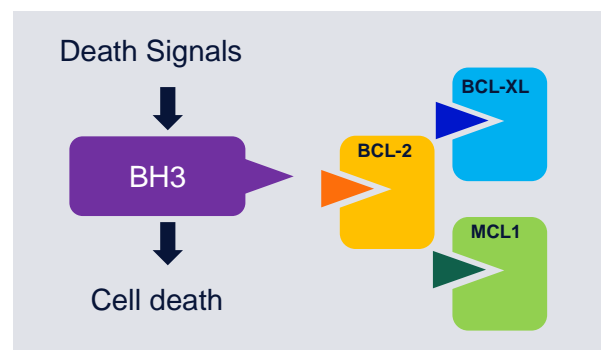 Death Signals
BH3
Cell death
BCL-2
BCL-XL
MCL1